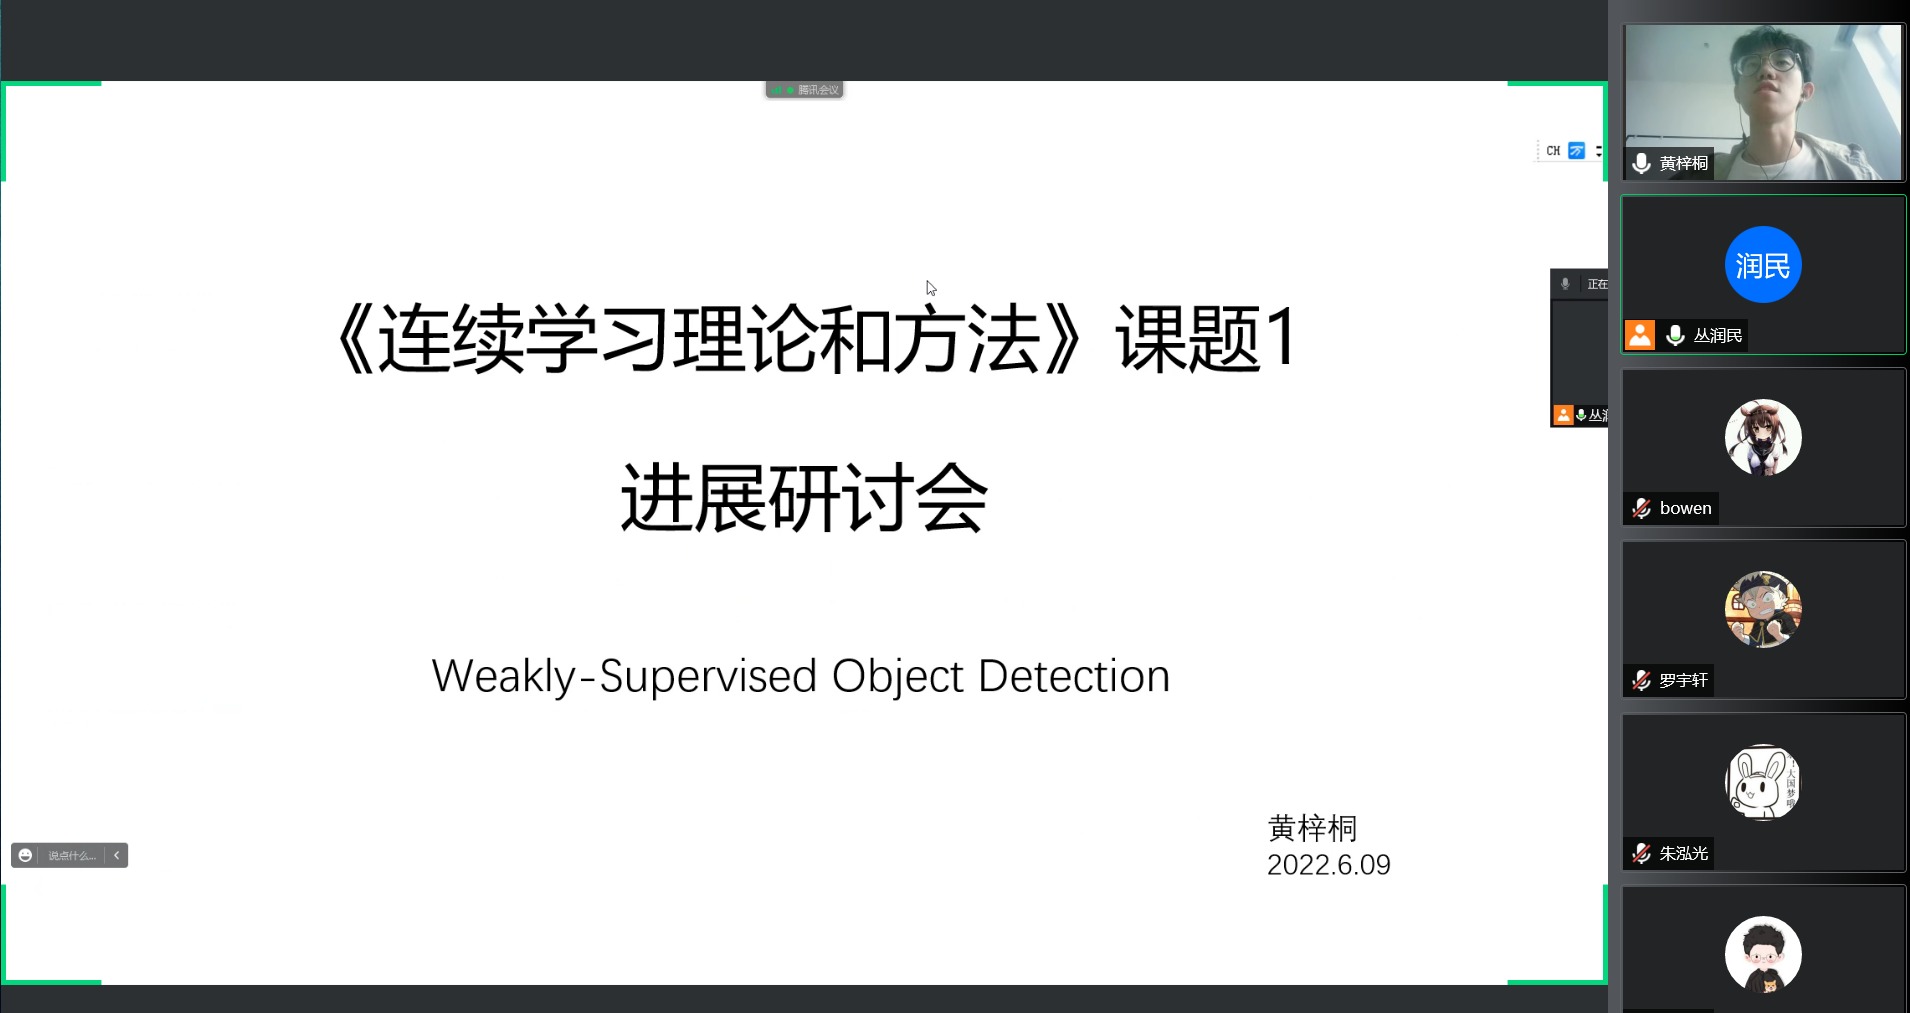 腾讯会议
CH
《连续学习理论和方法》课题1
进展研讨会
Weakly-Supervised Object Detection
黄梓桐
2022.6.09
说点什么...
正在
丛
黄梓桐
润民
丛润民
bowen
罗宇轩
朱泓光